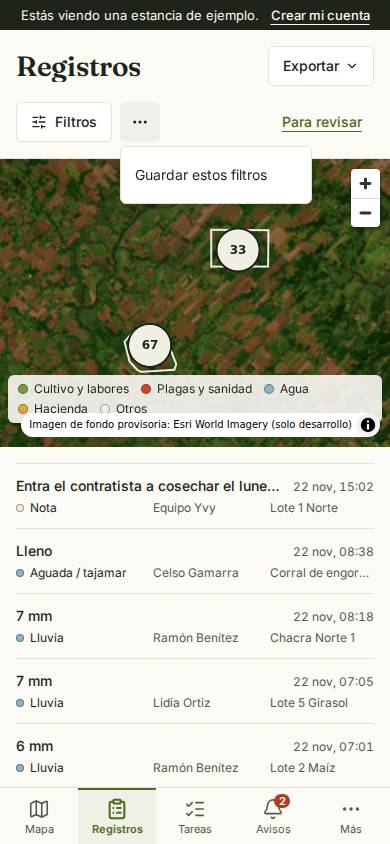 Estás viendo una estancia de ejemplo. Crear mi cuenta
Registros
Exportar
Filtros
Para revisar
Guardar estos filtros
33
67
Cultivo y labores Plagas y sanidad Agua
Hacienda Otros
Imagen de fondo provisoria: Esri World Imagery (solo desarrollo)
Entra el contratista a cosechar el lune... 22 nov, 15:02
Nota Equipo Yvy Lote 1 Norte
Lleno 22 nov, 08:38
Aguada / tajamar Celso Gamarra Corral de engor...
7 mm 22 nov, 08:18
Lluvia Ramón Benítez Chacra Norte 1
7 mm 22 nov, 07:05
Lluvia Lidia Ortiz Lote 5 Girasol
6 mm 22 nov, 07:01
Lluvia Ramón Benítez Lote 2 Maíz
2
Mapa Registros Tareas Avisos Más